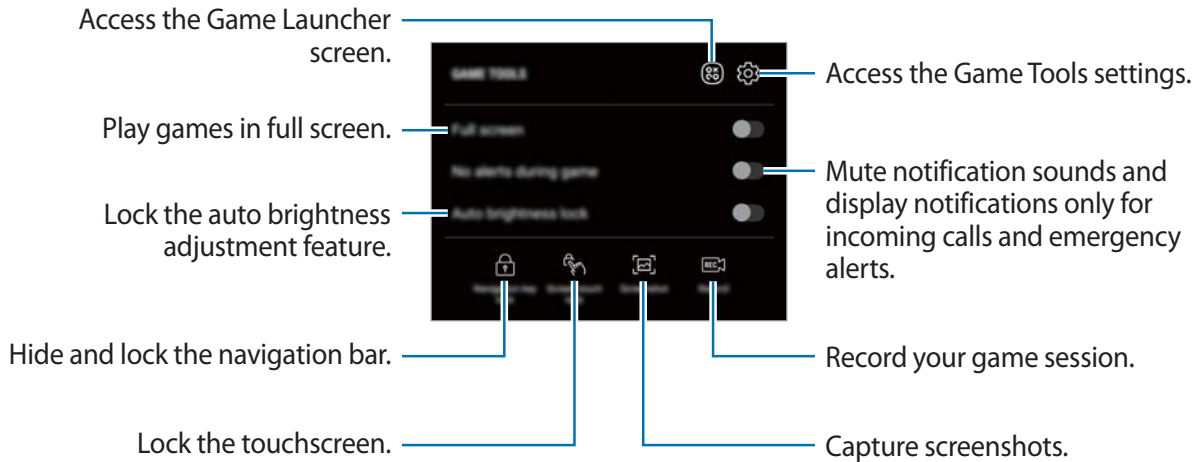 Access the Game Launcher
screen.
GAME TOOLS
Access the Game Tools settings.
Play games in full screen.
Full screen
No alerts during game
Mute notification sounds and
display notifications only for
incoming calls and emergency
alerts.
Lock the auto brightness
adjustment feature.
Auto brightness lock
REC
Screenshot
Record
Hide and lock the navigation bar.
Record your game session.
Lock the touchscreen.
Capture screenshots.